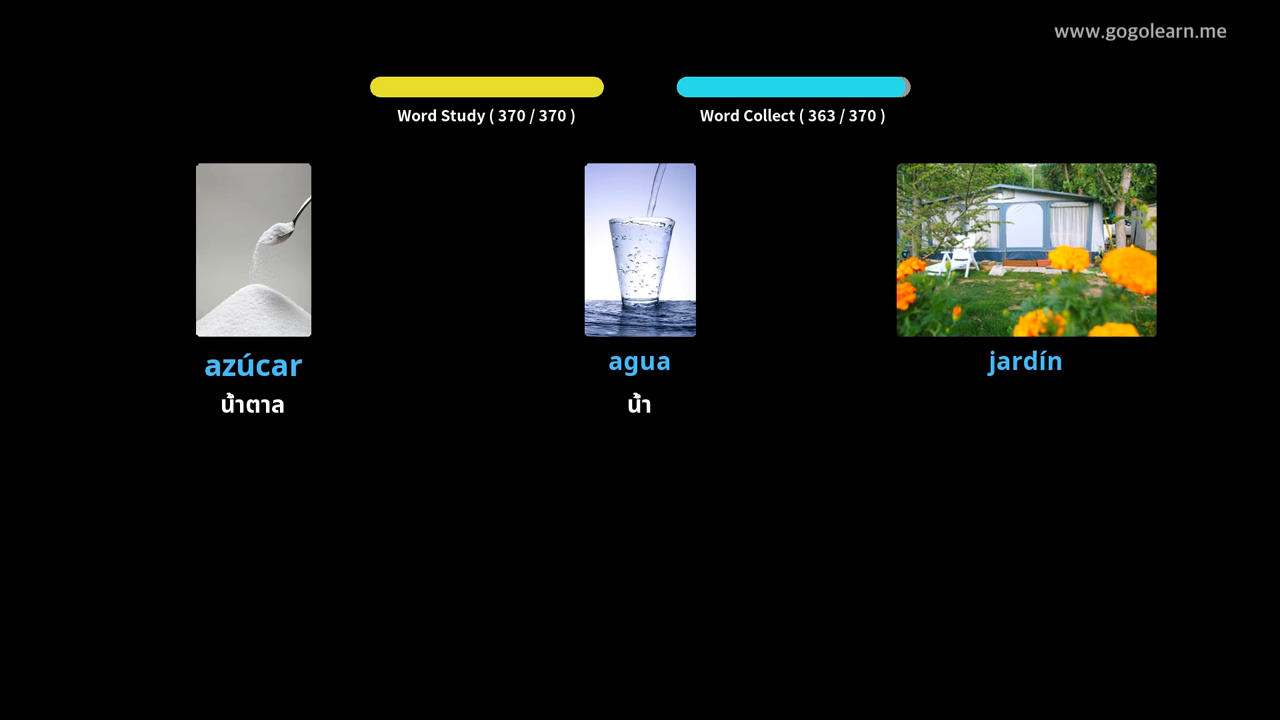 www.gogolearn.me
Word Study ( 370 / 370 )
Word Collect ( 363 / 370 )
azúcar
agua
jardín
น้ำตาล
น้ำ